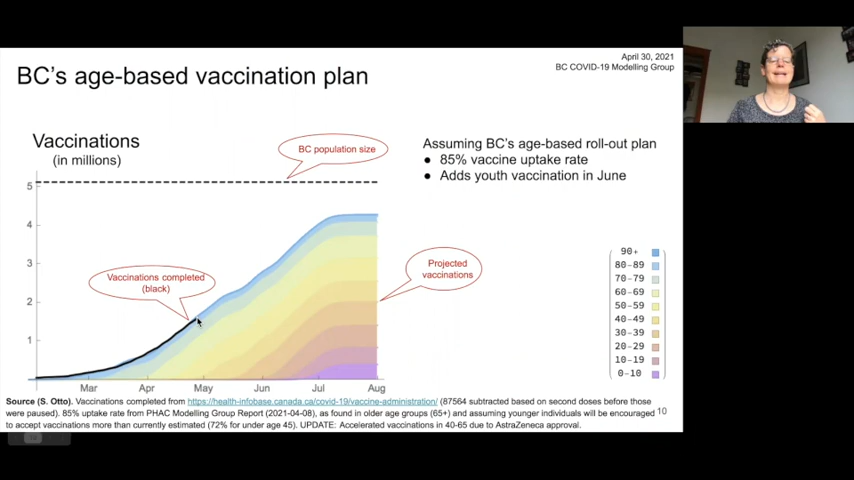 April 30, 2021
BC COVID-19 Modelling Group
BC's age-based vaccination plan
Vaccinations
(in millions)
BC population size
Assuming BC's age-based roll-out plan
● 85% vaccine uptake rate
● Adds youth vaccination in June
5
4
3
2
1
Vaccinations completed
(black)
Projected
vaccinations
90+
80-89
70-79
60-69
50-59
40-49
30-39
20-29
10-19
0-10
Mar Apr May Jun Jul Aug
Source (S. Otto). Vaccinations completed from https://health-infobase.canada.ca/covid-19/vaccine-administration/ (87564 subtracted based on second doses before those
were paused). 85% uptake rate from PHAC Modelling Group Report (2021-04-08), as found in older age groups (65+) and assuming younger individuals will be encouraged
to accept vaccinations more than currently estimated (72% for under age 45). UPDATE: Accelerated vaccinations in 40-65 due to AstraZeneca approval.
10